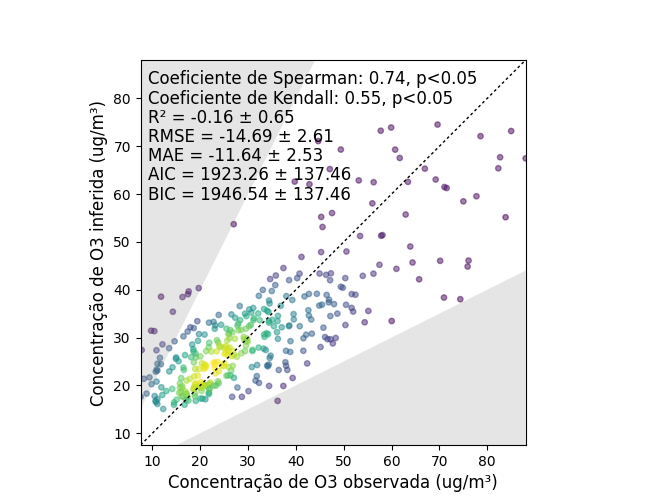 Coeficiente de Spearman: 0.74, p<0.05
Coeficiente de Kendall: 0.55, p<0.05
R² = -0.16 ± 0.65
RMSE = -14.69 ± 2.61
MAE = -11.64 ± 2.53
AIC = 1923.26 ± 137.46
BIC = 1946.54 ± 137.46
Concentração de O3 inferida (ug/m³)
80
70
60
50
40
30
20
10
10 20 30 40 50 60 70 80
Concentração de O3 observada (ug/m³)